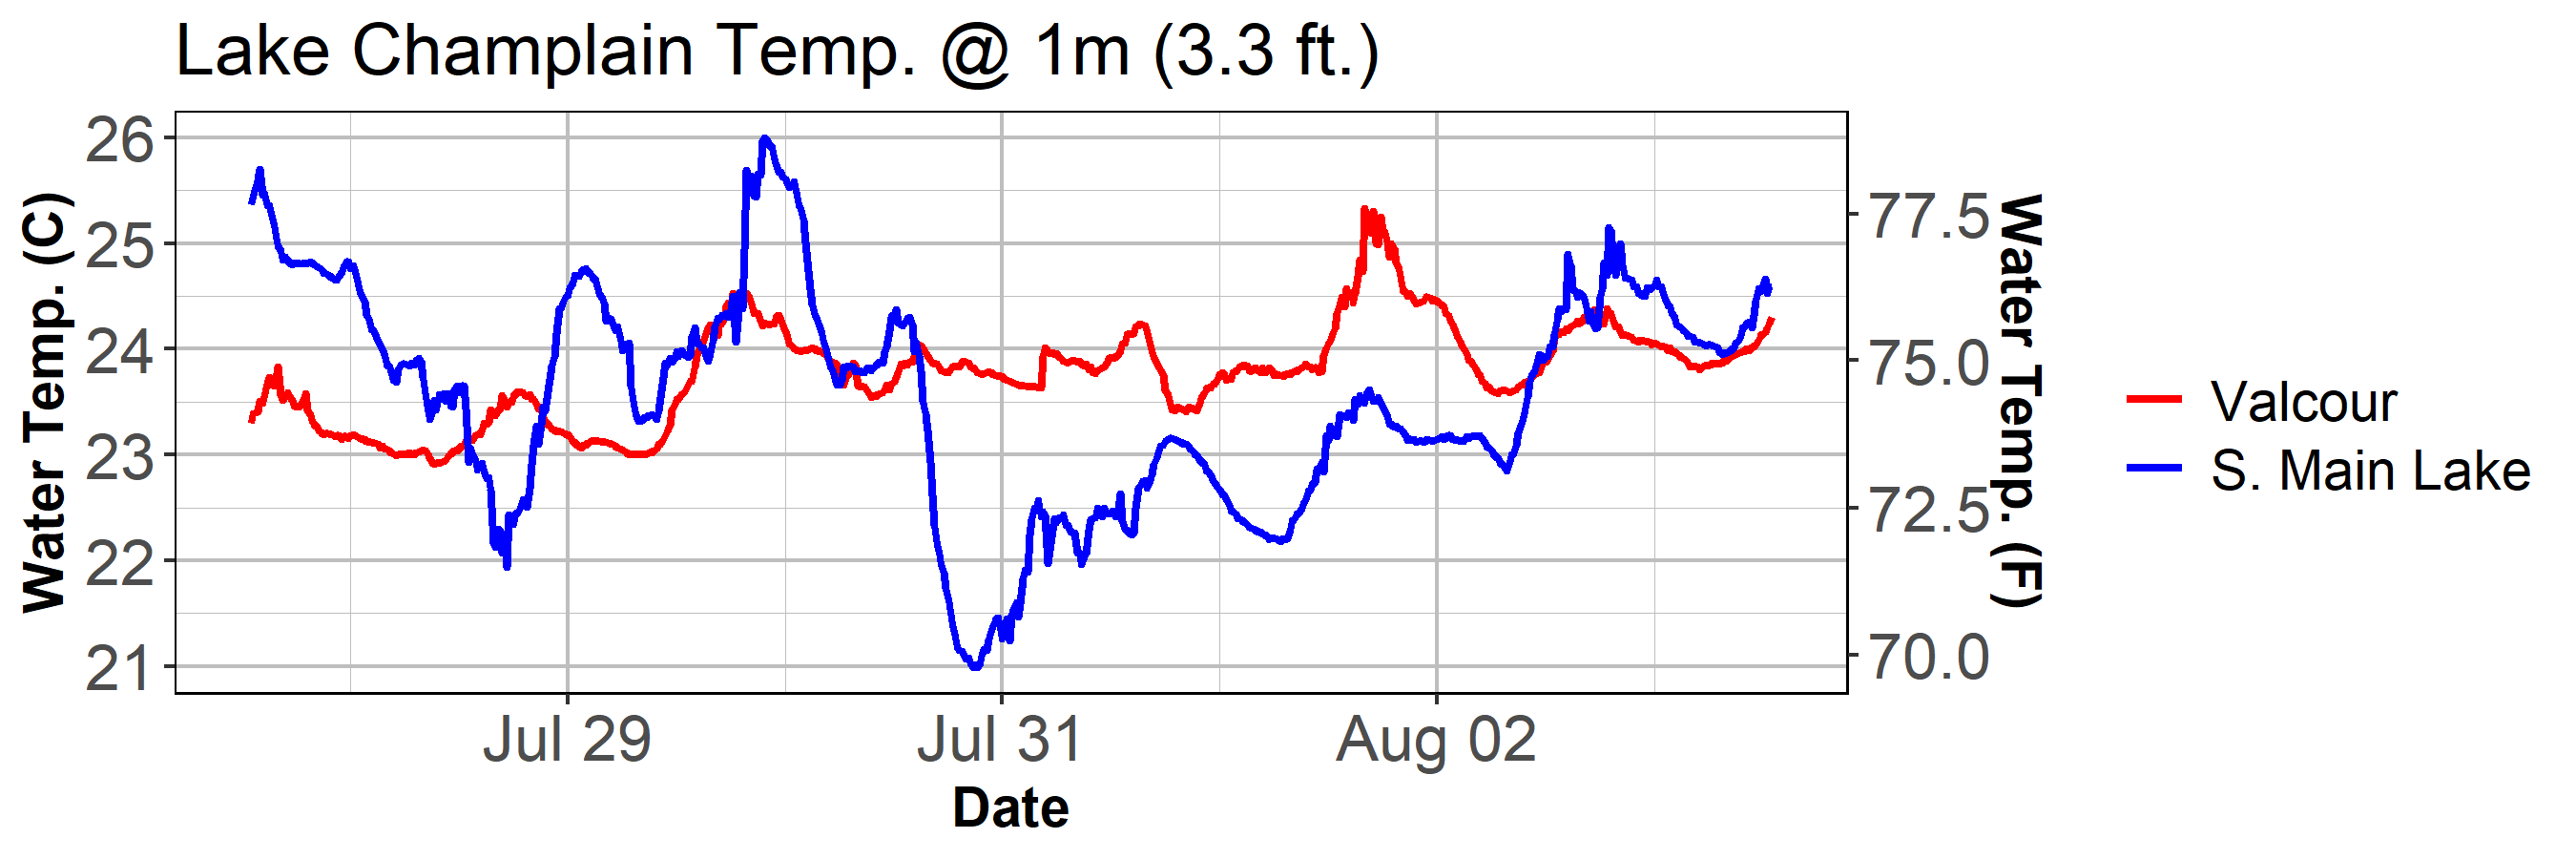 Lake Champlain Temp. @ 1m (3.3 ft.)
Water Temp. (C)
26
25
24
23
22
21
77.5
75.0
72.5
70.0
Water Temp. (F)
Jul 29
Jul 31
Aug 02
Date
Valcour
S. Main Lake